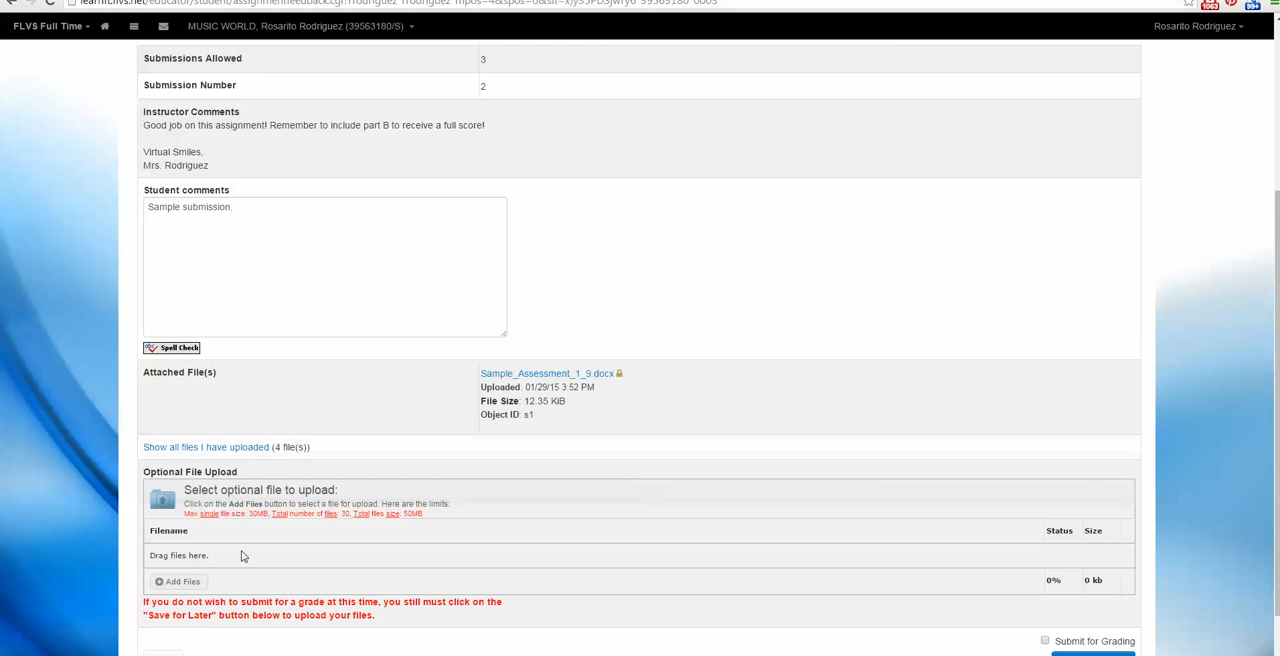 FLVS Full Time
MUSIC WORLD, Rosarito Rodriguez (39563180/S)
Rosarito Rodriguez
Submissions Allowed 3
Submission Number 2
Instructor Comments
Good job on this assignment! Remember to include part B to receive a full score!
Virtual Smiles,
Mrs. Rodriguez
Student comments
Sample submission.
abc Spell Check
Attached File(s) Sample_Assessment_1_9.docx
Uploaded: 01/29/15 3:52 PM
File Size: 12.35 KiB
Object ID: s1
Show all files I have uploaded (4 file(s))
Optional File Upload
Select optional file to upload:
Click on the Add Files button to select a file for upload. Here are the limits:
Max single file size: 30MB, Total number of files: 30, Total files size: 50MB
Filename Status Size
Drag files here.
Add Files 0% 0 kb
If you do not wish to submit for a grade at this time, you still must click on the
"Save for Later" button below to upload your files.
Submit for Grading